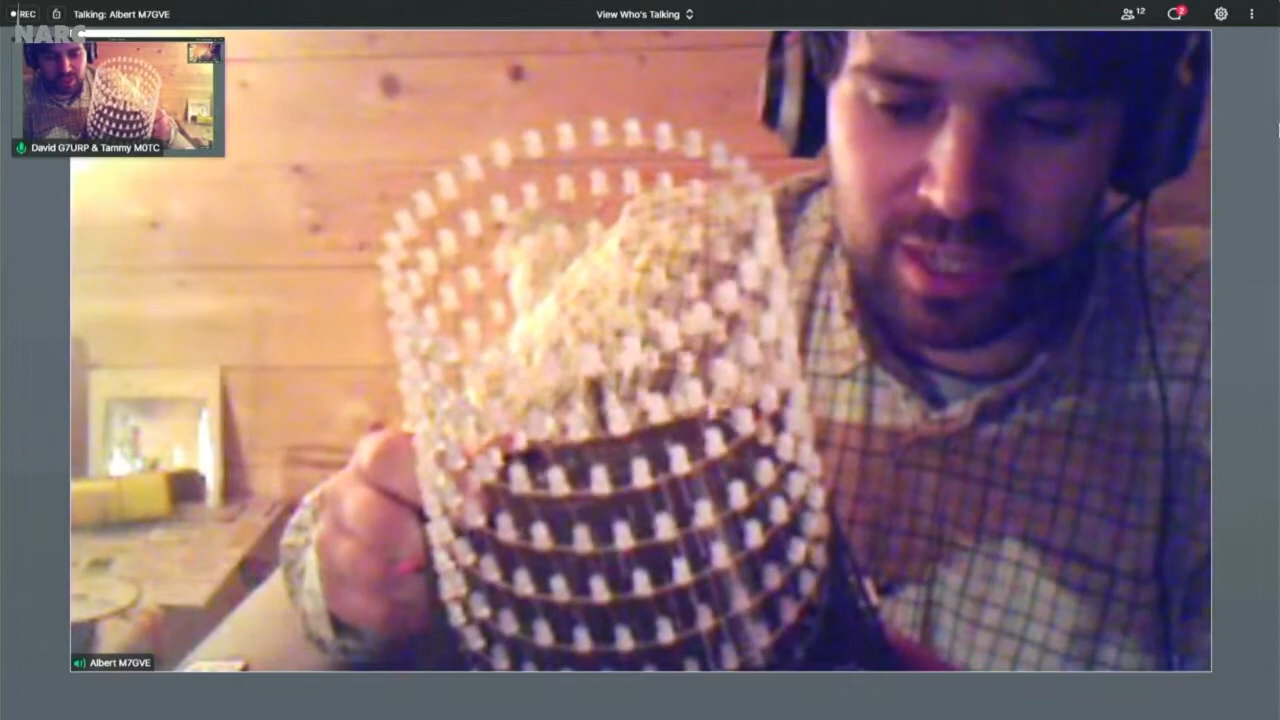 REC
Talking: Albert M7GVE
View Who's Talking
12
2
NARC
David G7URP & Tammy M0TC
Albert M7GVE